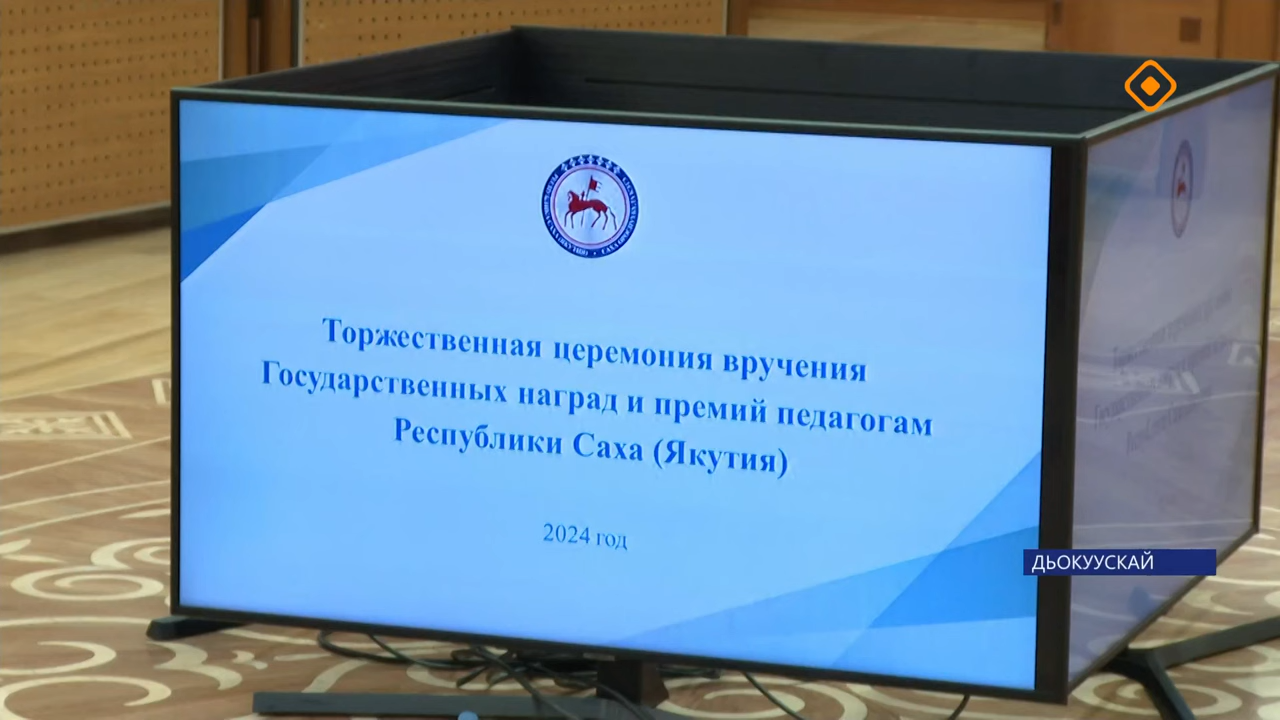 Торжественная церемония вручения
Государственных наград и премий педагогам
Республики Саха (Якутия)
2024 год
ДЬОКУУСКАЙ